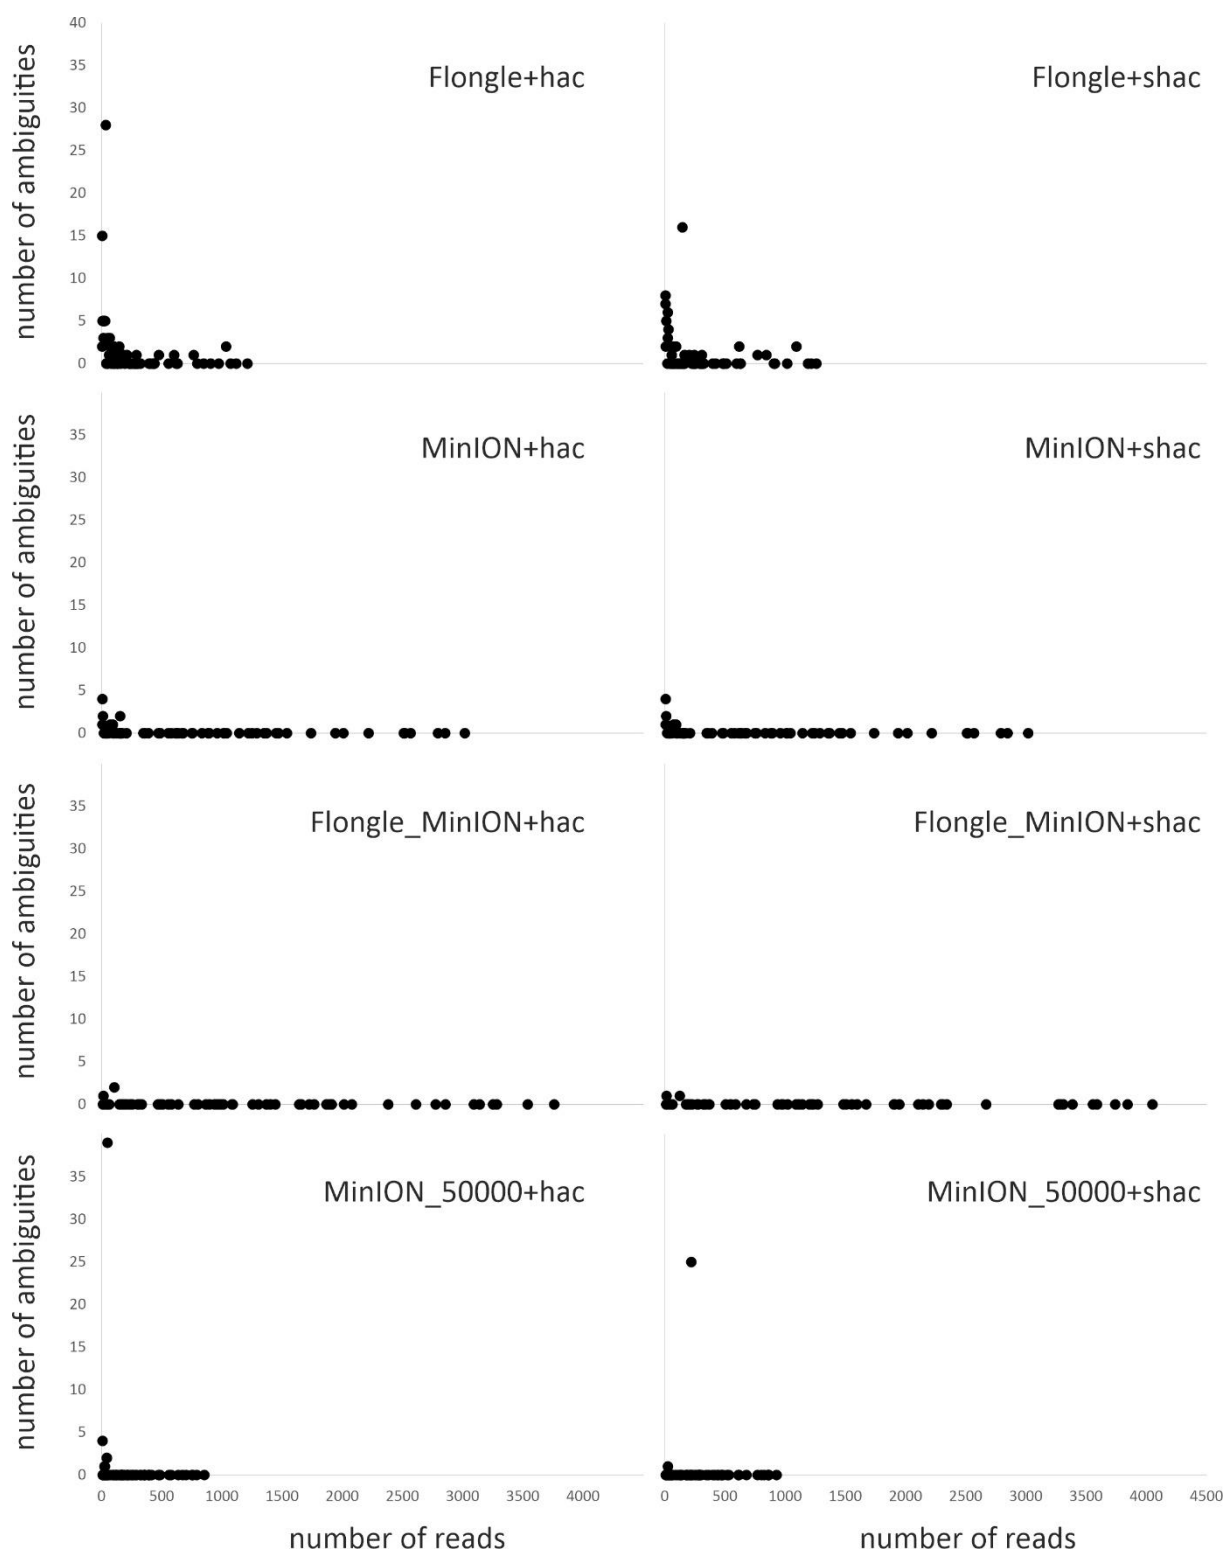 40
35
30
25
20
15
10
5
0
number of ambiguities
Flongle+hac
Flongle+shac
35
30
25
20
15
10
5
0
number of ambiguities
MinION+hac
MinION+shac
35
30
25
20
15
10
5
0
number of ambiguities
Flongle_MinION+hac
Flongle_MinION+shac
35
30
25
20
15
10
5
0
number of ambiguities
MinION_50000+hac
MinION_50000+shac
0 500 1000 1500 2000 2500 3000 3500 4000
0 500 1000 1500 2000 2500 3000 3500 4000 4500
number of reads
number of reads